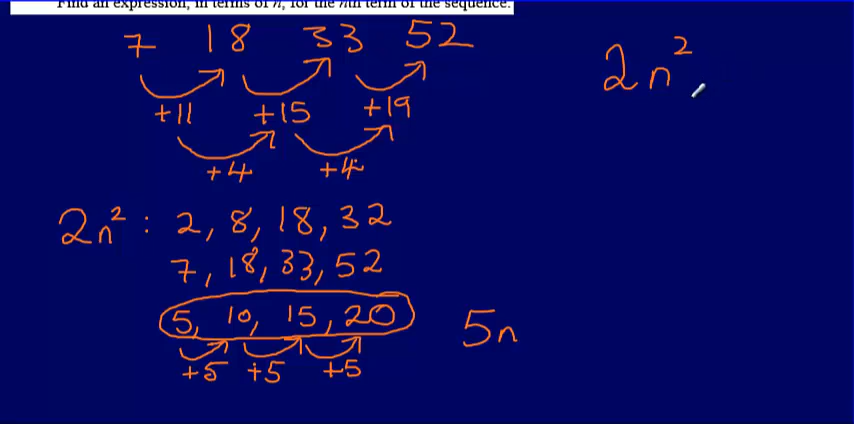 Find an expression, in terms of n, for the nth term of the sequence.
7 18 33 52
2n²
+11 +15 +19
+4 +4
2n² : 2, 8, 18, 32
7, 18, 33, 52
5, 10, 15, 20
5n
+5 +5 +5